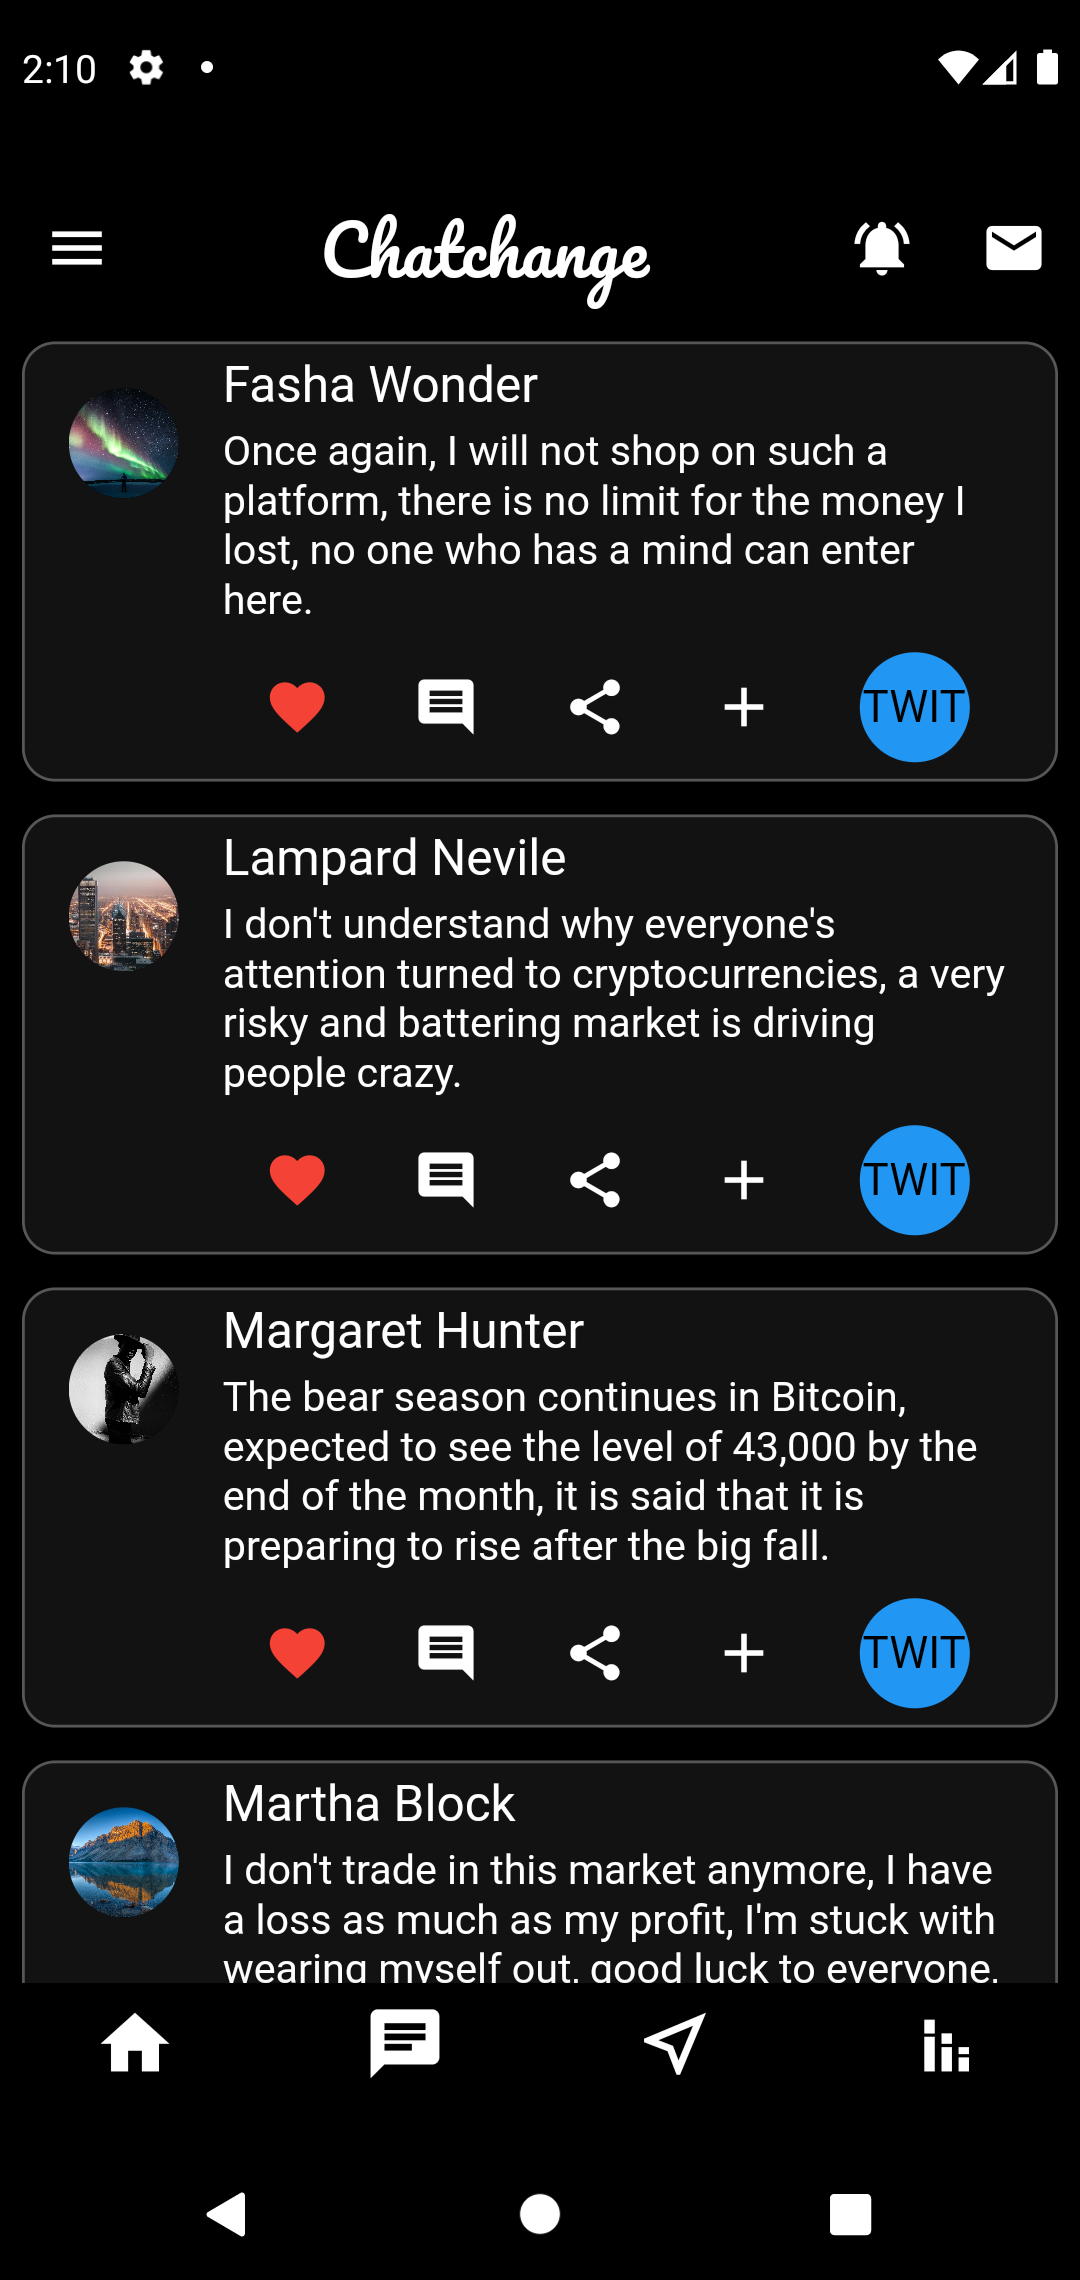 2:10
Chatchange
Fasha Wonder
Once again, I will not shop on such a
platform, there is no limit for the money I
lost, no one who has a mind can enter
here.
TWIT
Lampard Nevile
I don't understand why everyone's
attention turned to cryptocurrencies, a very
risky and battering market is driving
people crazy.
TWIT
Margaret Hunter
The bear season continues in Bitcoin,
expected to see the level of 43,000 by the
end of the month, it is said that it is
preparing to rise after the big fall.
TWIT
Martha Block
I don't trade in this market anymore, I have
a loss as much as my profit, I'm stuck with
wearing myself out, good luck to everyone.